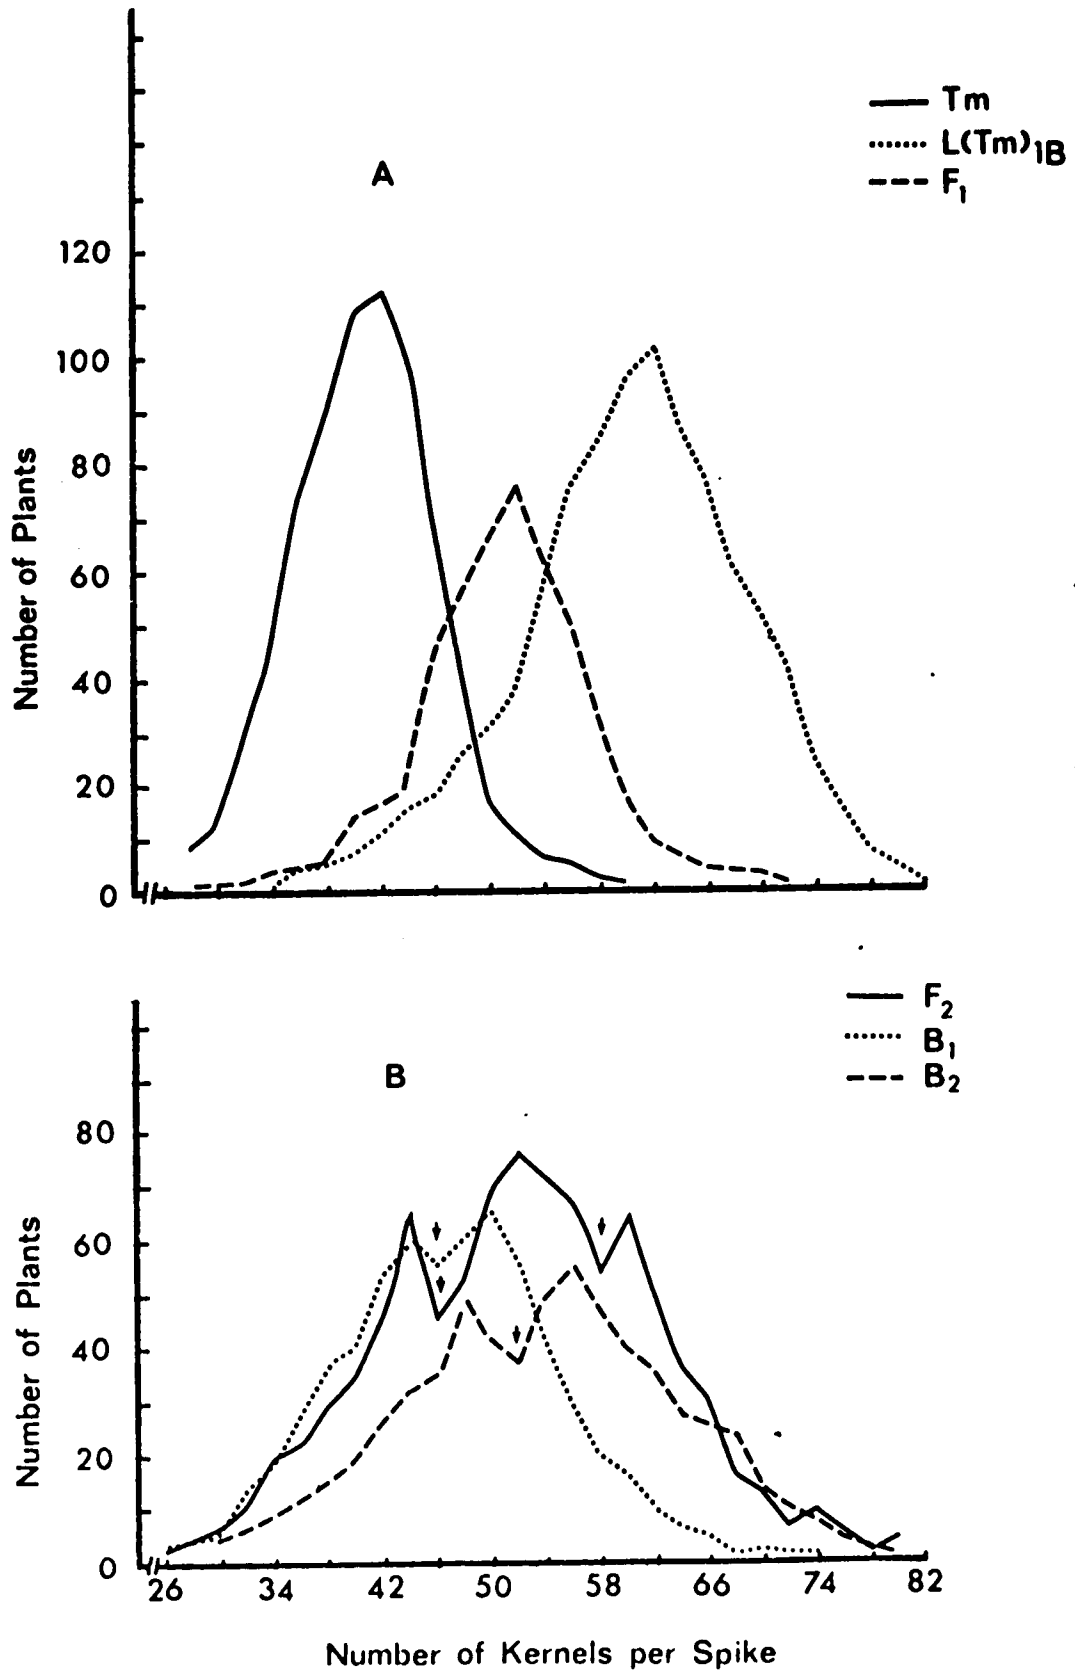 Tm
L(Tm)1B
F1
A
120
100
80
60
40
20
0
Number of Plants
F2
B1
B2
B
80
60
40
20
0
Number of Plants
26 34 42 50 58 66 74 82
Number of Kernels per Spike